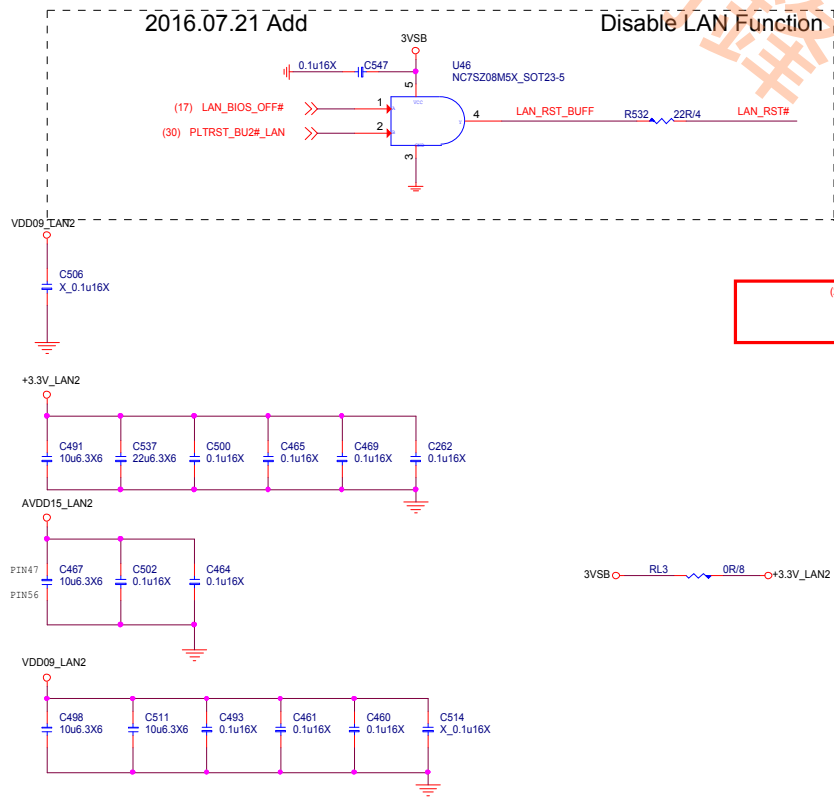 2016.07.21 Add
Disable LAN Function
3VSB
0.1u16X
C547
U46
NC7SZ08M5X_SOT23-5
5
(17) LAN_BIOS_OFF#
1
(30) PLTRST_BU2#_LAN
2
4
3
LAN_RST_BUFF
R532
22R/4
LAN_RST#
VDD09_LAN2
C506
X_0.1u16X
(
+3.3V_LAN2
C491
10u6.3X6
C537
22u6.3X6
C500
0.1u16X
C465
0.1u16X
C469
0.1u16X
C262
0.1u16X
AVDD15_LAN2
PIN47
PIN56
C467
10u6.3X6
C502
0.1u16X
C464
0.1u16X
3VSB
RL3
0R/8
+3.3V_LAN2
VDD09_LAN2
C498
10u6.3X6
C511
10u6.3X6
C493
0.1u16X
C461
0.1u16X
C460
0.1u16X
C514
X_0.1u16X